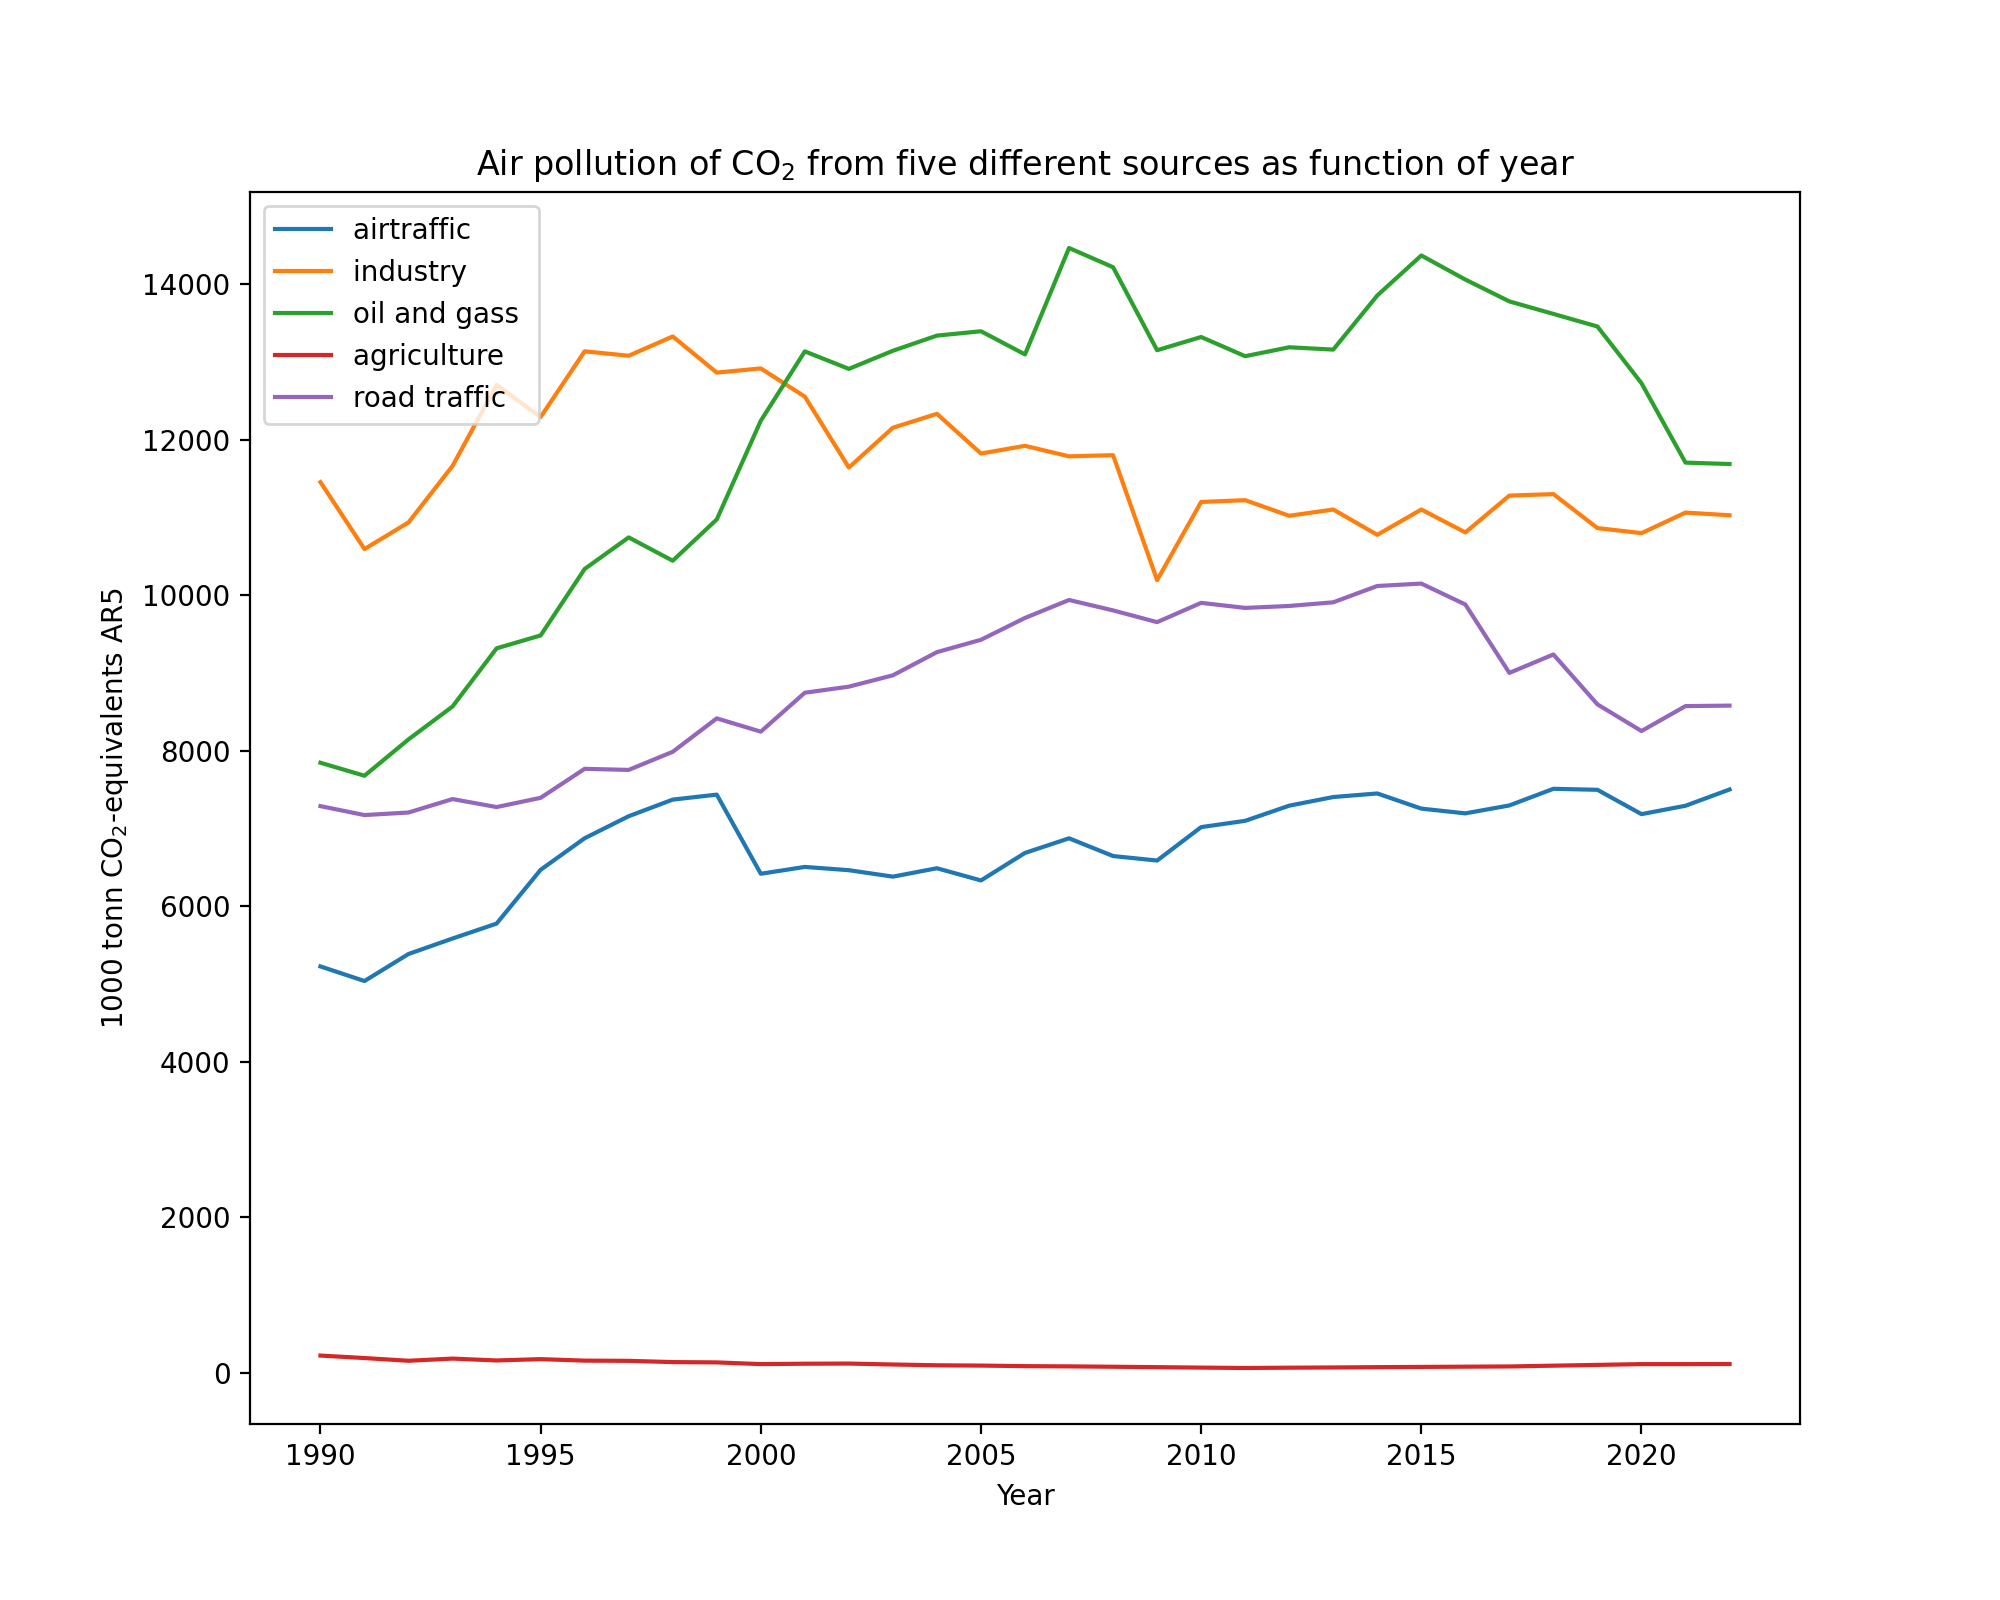 Air pollution of CO₂ from five different sources as function of year
airtraffic
industry
oil and gass
agriculture
road traffic
14000
12000
10000
8000
6000
4000
2000
0
1000 tonn CO₂-equivalents AR5
1990 1995 2000 2005 2010 2015 2020
Year